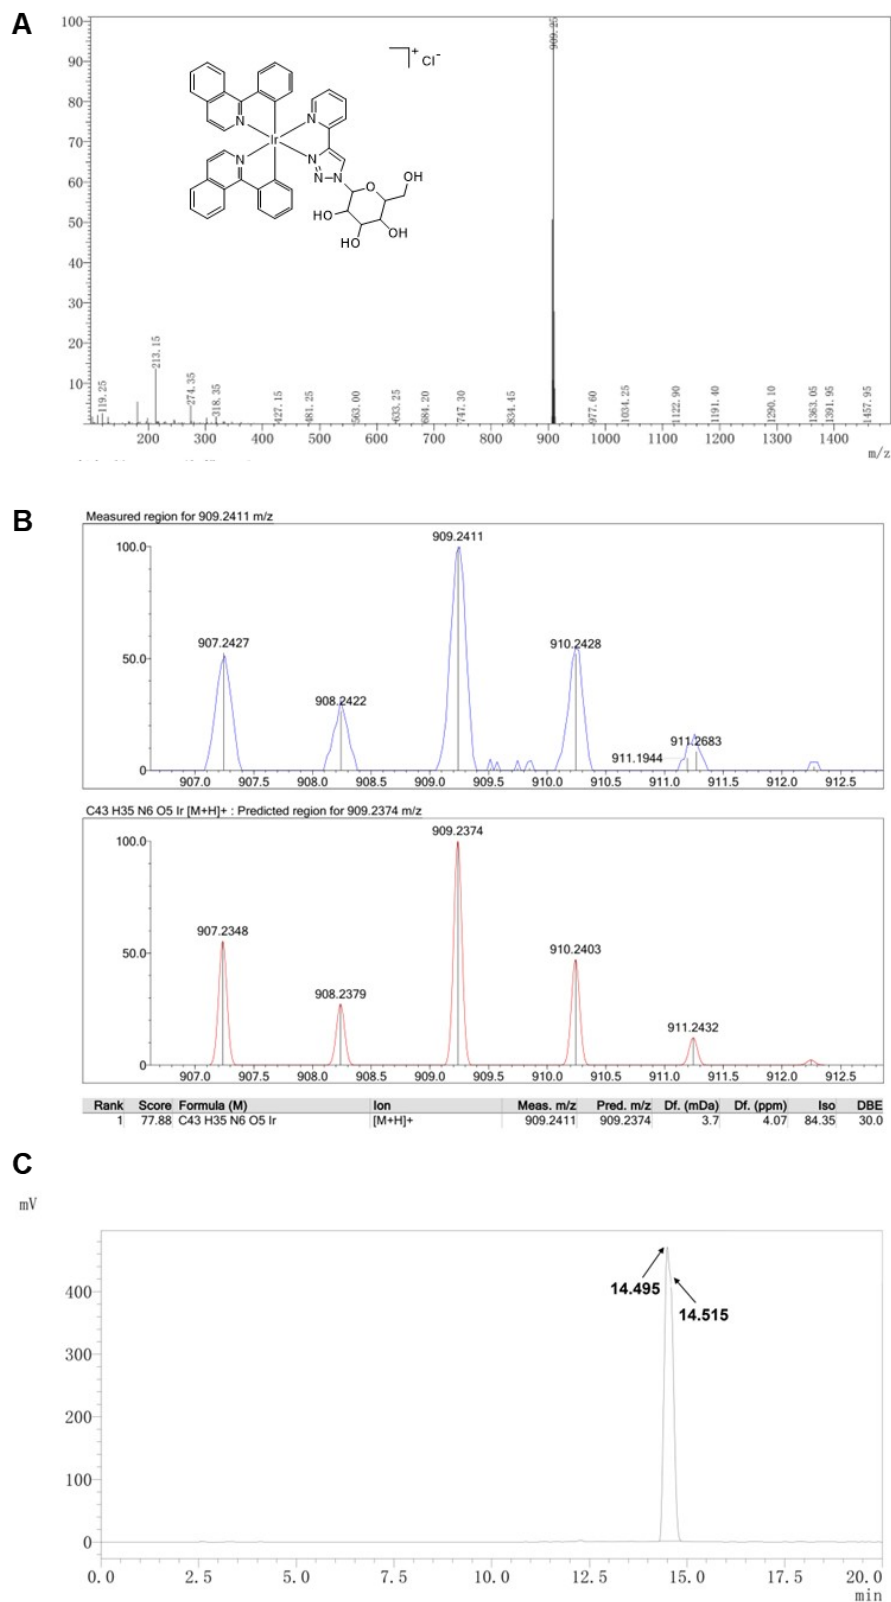 A
100
90
80
70
60
50
40
30
20
10
119.25
213.15
274.35
318.35
427.15
481.25
563.00
633.25
684.20
747.30
834.45
909.25
977.60
1034.25
1122.90
1191.40
1290.10
1363.05
1391.95
1457.95
200 300 400 500 600 700 800 900 1000 1100 1200 1300 1400
m/z
+ Cl-
N
N
Ir
N
N
N
N
O
OH
HO
HO
OH
B
Measured region for 909.2411 m/z
909.2411
100.0
907.2427
910.2428
50.0
908.2422
911.2683
911.1944
0
907.0 907.5 908.0 908.5 909.0 909.5 910.0 910.5 911.0 911.5 912.0 912.5
C43 H35 N6 O5 Ir [M+H]+ : Predicted region for 909.2374 m/z
909.2374
100.0
907.2348
910.2403
50.0
908.2379
911.2432
0
907.0 907.5 908.0 908.5 909.0 909.5 910.0 910.5 911.0 911.5 912.0 912.5
Rank Score Formula (M) Ion Meas. m/z Pred. m/z Df. (mDa) Df. (ppm) Iso DBE
1 77.88 C43 H35 N6 O5 Ir [M+H]+ 909.2411 909.2374 3.7 4.07 84.35 30.0
C
mV
400
300
200
100
0
14.495
14.515
0.0 2.5 5.0 7.5 10.0 12.5 15.0 17.5 20.0
min